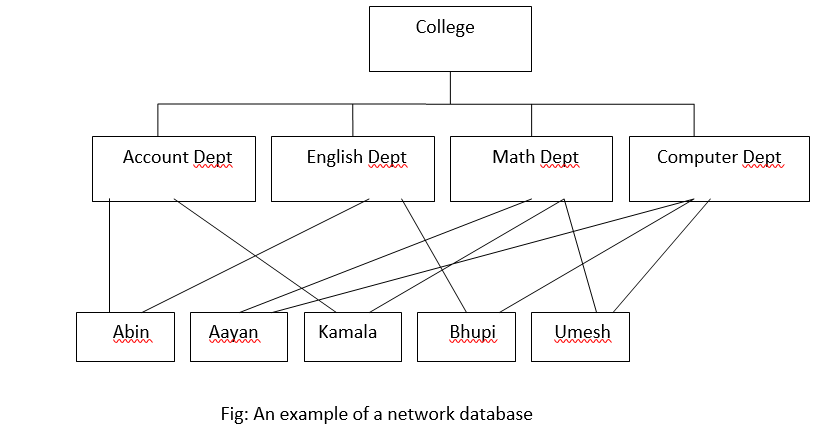 College
Account Dept
English Dept
Math Dept
Computer Dept
Abin
Aayan
Kamala
Bhupi
Umesh
Fig: An example of a network database